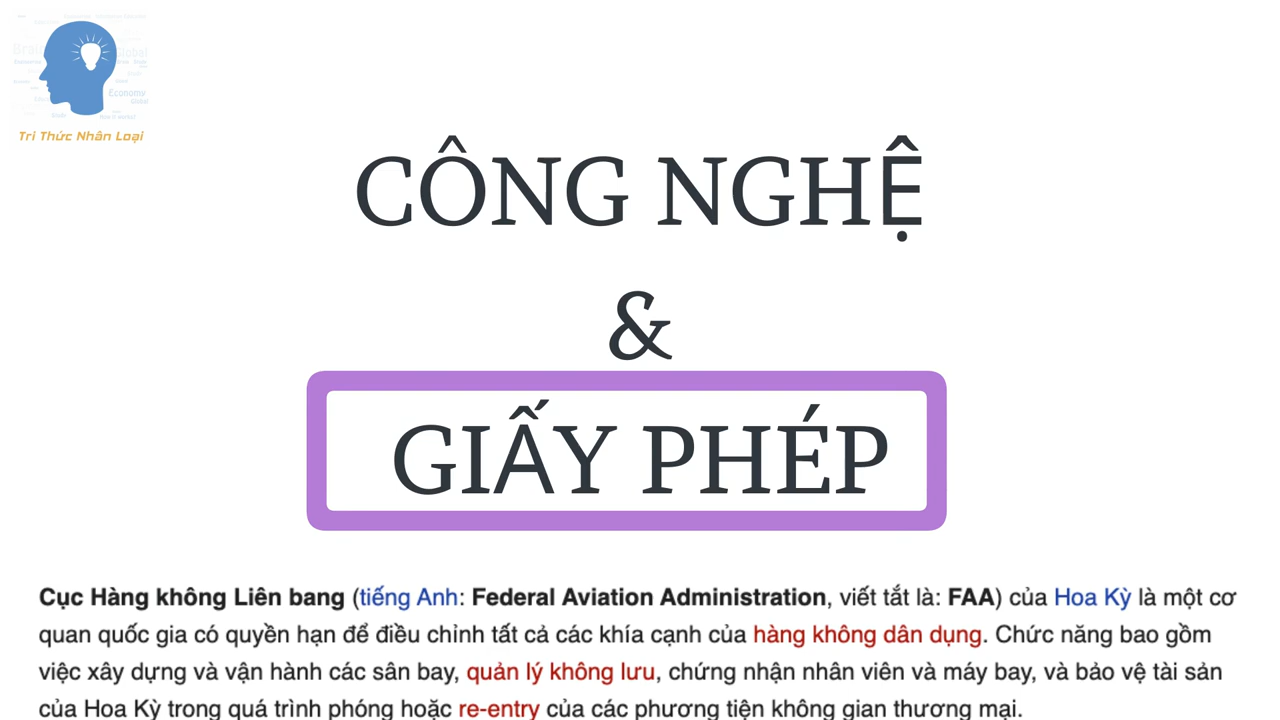 Tri Thức Nhân Loại
Economy
Global
CÔNG NGHỆ
&
GIẤY PHÉP
Cục Hàng không Liên bang (tiếng Anh: Federal Aviation Administration, viết tắt là: FAA) của Hoa Kỳ là một cơ
quan quốc gia có quyền hạn để điều chỉnh tất cả các khía cạnh của hàng không dân dụng. Chức năng bao gồm
việc xây dựng và vận hành các sân bay, quản lý không lưu, chứng nhận nhân viên và máy bay, và bảo vệ tài sản
của Hoa Kỳ trong quá trình phóng hoặc re-entry của các phương tiện không gian thương mại.